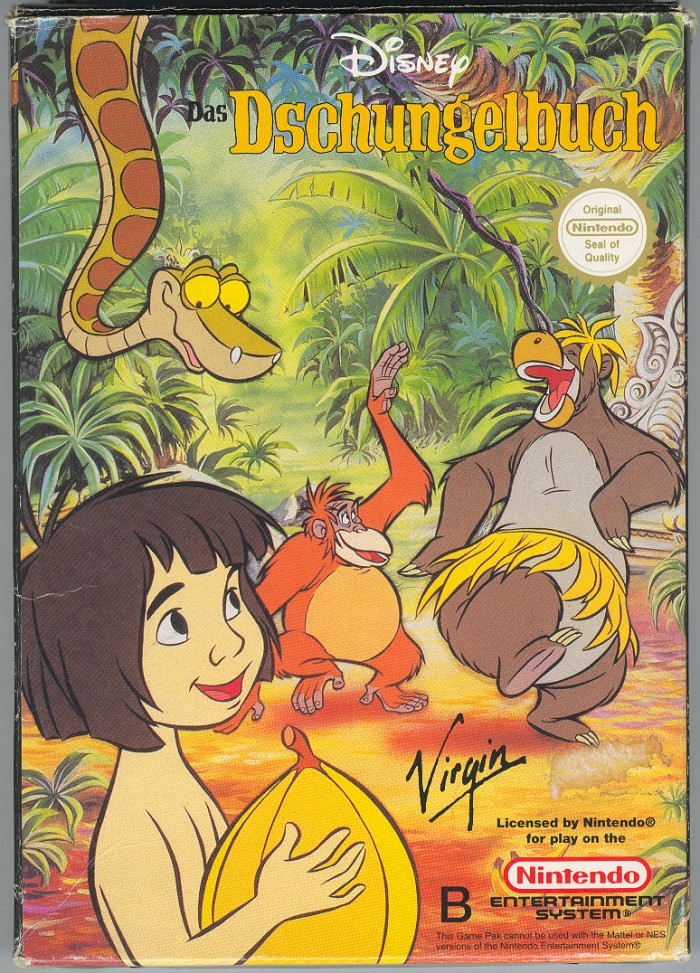 Disney
Das Dschungelbuch
Original
Nintendo
Seal of
Quality
Virgin
Licensed by Nintendo®
for play on the
Nintendo
B ENTERTAINMENT
SYSTEM®
This Game Pak cannot be used with the Mattel or NES
versions of the Nintendo Entertainment System®